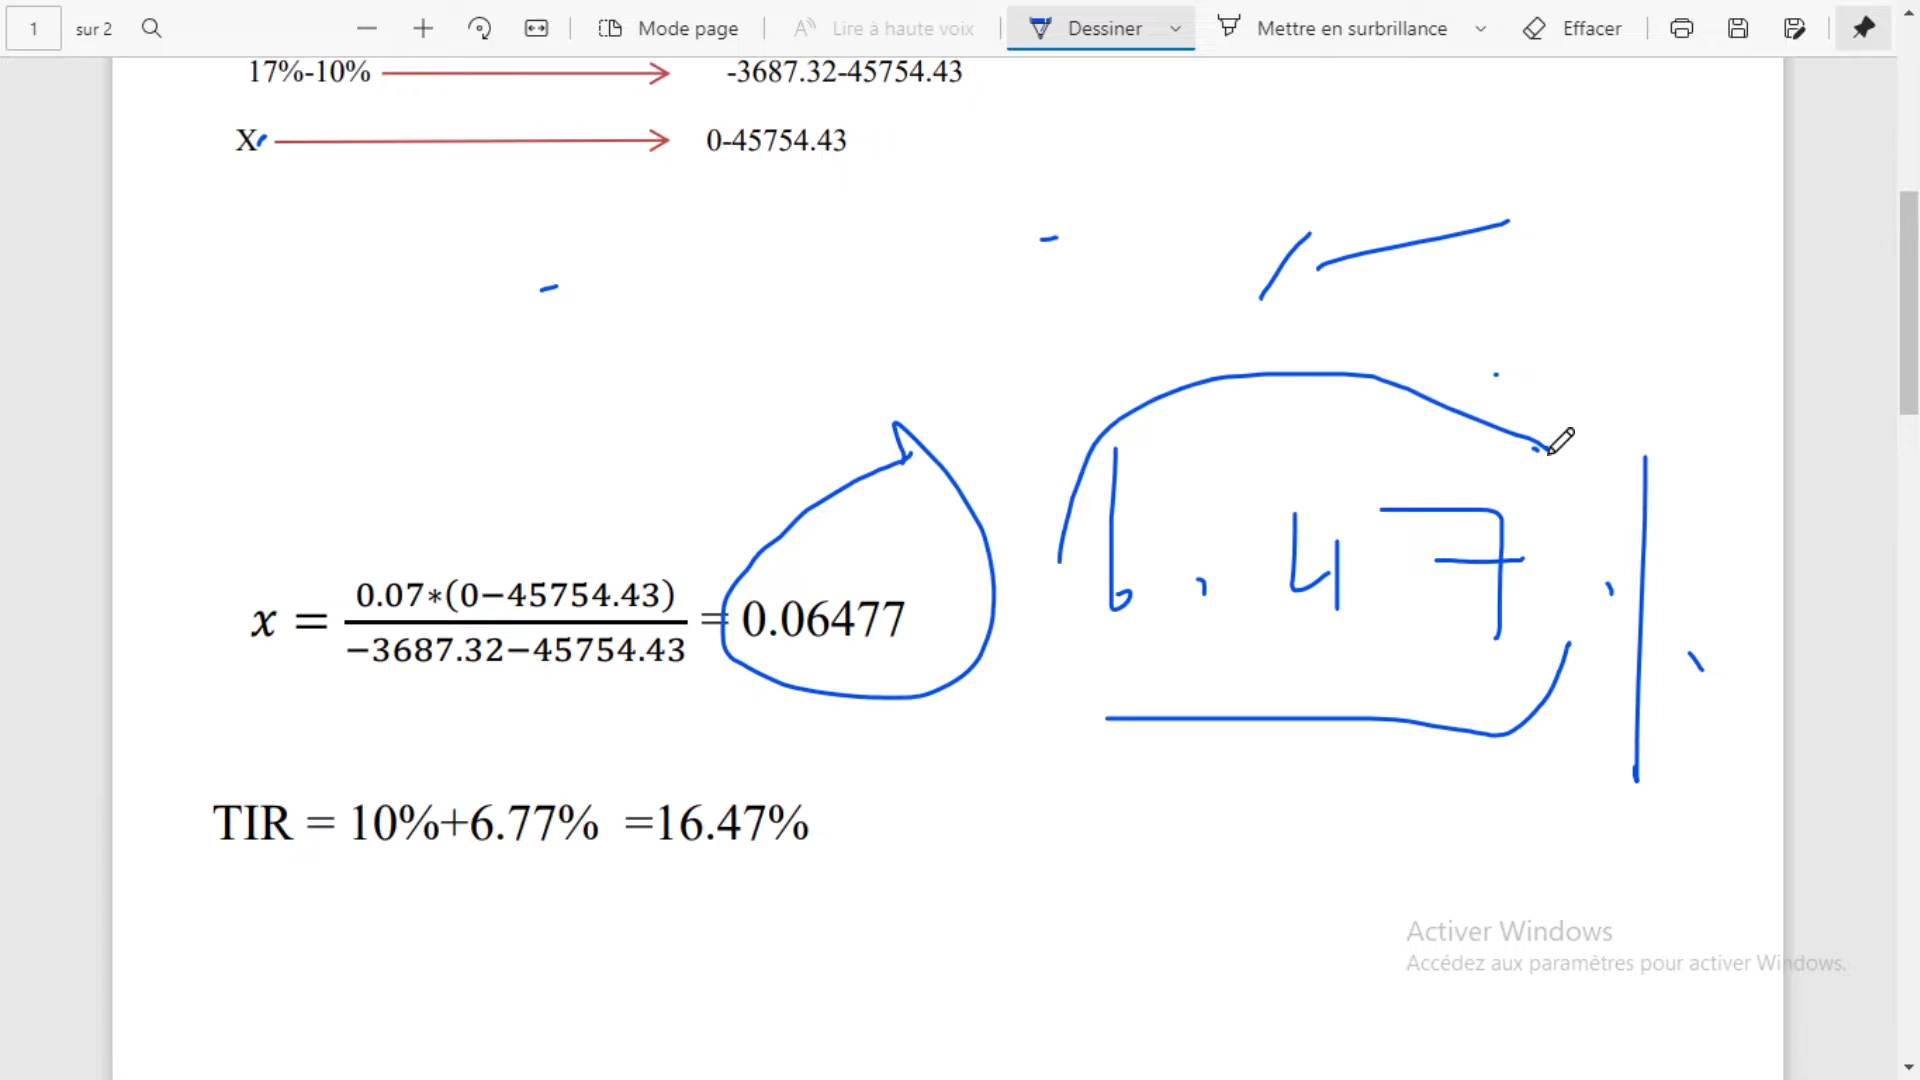 1 sur 2 Mode page Lire à haute voix Dessiner Mettre en surbrillance Effacer
17%-10% -3687.32-45754.43
X 0-45754.43
6.47
x = 0.07*(0−45754.43) / −3687.32−45754.43 = 0.06477
TIR = 10%+6.77% =16.47%
Activer Windows
Accédez aux paramètres pour activer Windows.